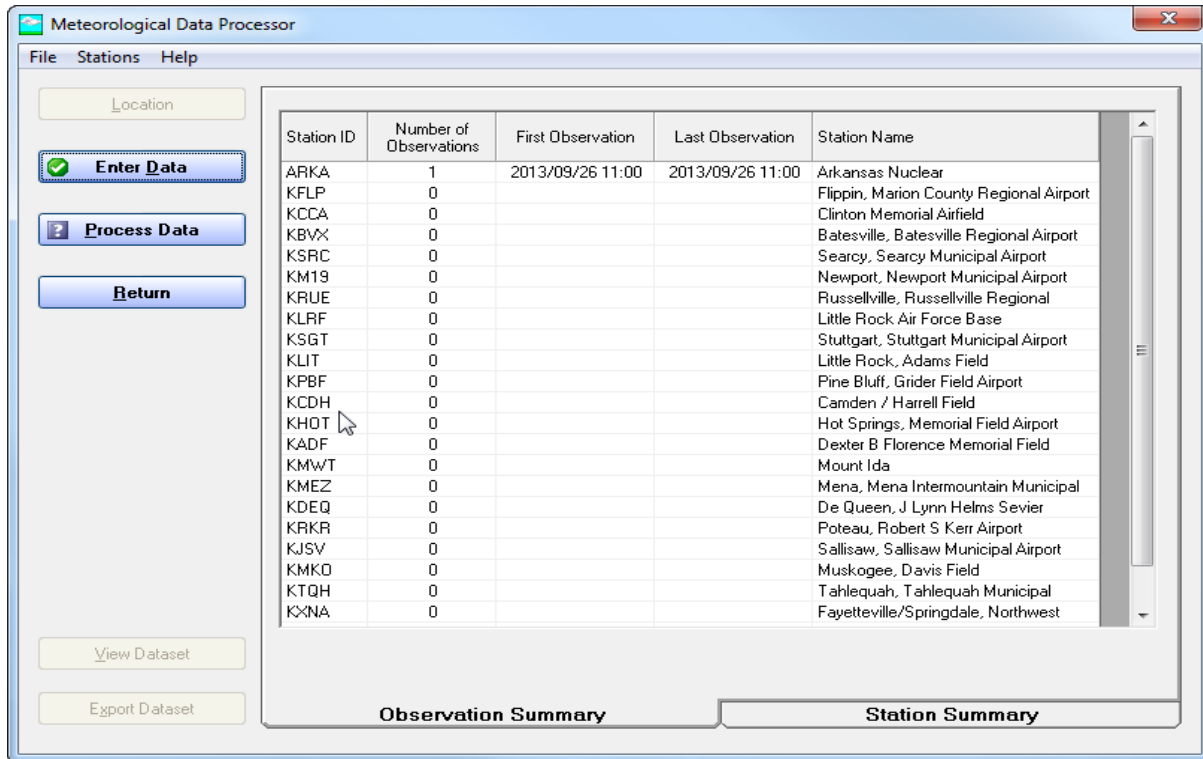 Meteorological Data Processor
File Stations Help
Location
Enter Data
Process Data
Return
View Dataset
Export Dataset
Station ID Number of Observations First Observation Last Observation Station Name
ARKA 1 2013/09/26 11:00 2013/09/26 11:00 Arkansas Nuclear
KFLP 0 Flippin, Marion County Regional Airport
KCCA 0 Clinton Memorial Airfield
KBVX 0 Batesville, Batesville Regional Airport
KSRC 0 Searcy, Searcy Municipal Airport
KM19 0 Newport, Newport Municipal Airport
KRUE 0 Russellville, Russellville Regional
KLRF 0 Little Rock Air Force Base
KSGT 0 Stuttgart, Stuttgart Municipal Airport
KLIT 0 Little Rock, Adams Field
KPBF 0 Pine Bluff, Grider Field Airport
KCDH 0 Camden / Harrell Field
KHOT 0 Hot Springs, Memorial Field Airport
KADF 0 Dexter B Florence Memorial Field
KMWT 0 Mount Ida
KMEZ 0 Mena, Mena Intermountain Municipal
KDEQ 0 De Queen, J Lynn Helms Sevier
KRKR 0 Poteau, Robert S Kerr Airport
KJSV 0 Sallisaw, Sallisaw Municipal Airport
KMKO 0 Muskogee, Davis Field
KTQH 0 Tahlequah, Tahlequah Municipal
KXNA 0 Fayetteville/Springdale, Northwest
Observation Summary
Station Summary